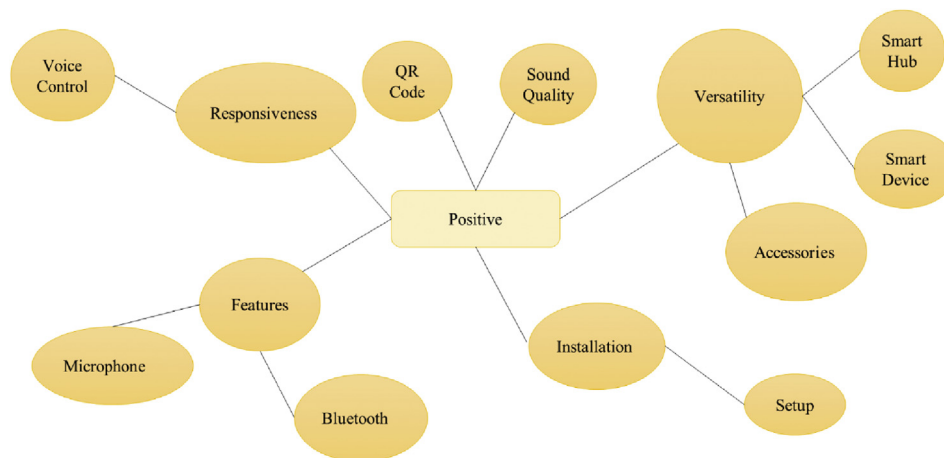 Voice
Control
Responsiveness
QR
Code
Sound
Quality
Versatility
Smart
Hub
Smart
Device
Accessories
Positive
Features
Microphone
Bluetooth
Installation
Setup